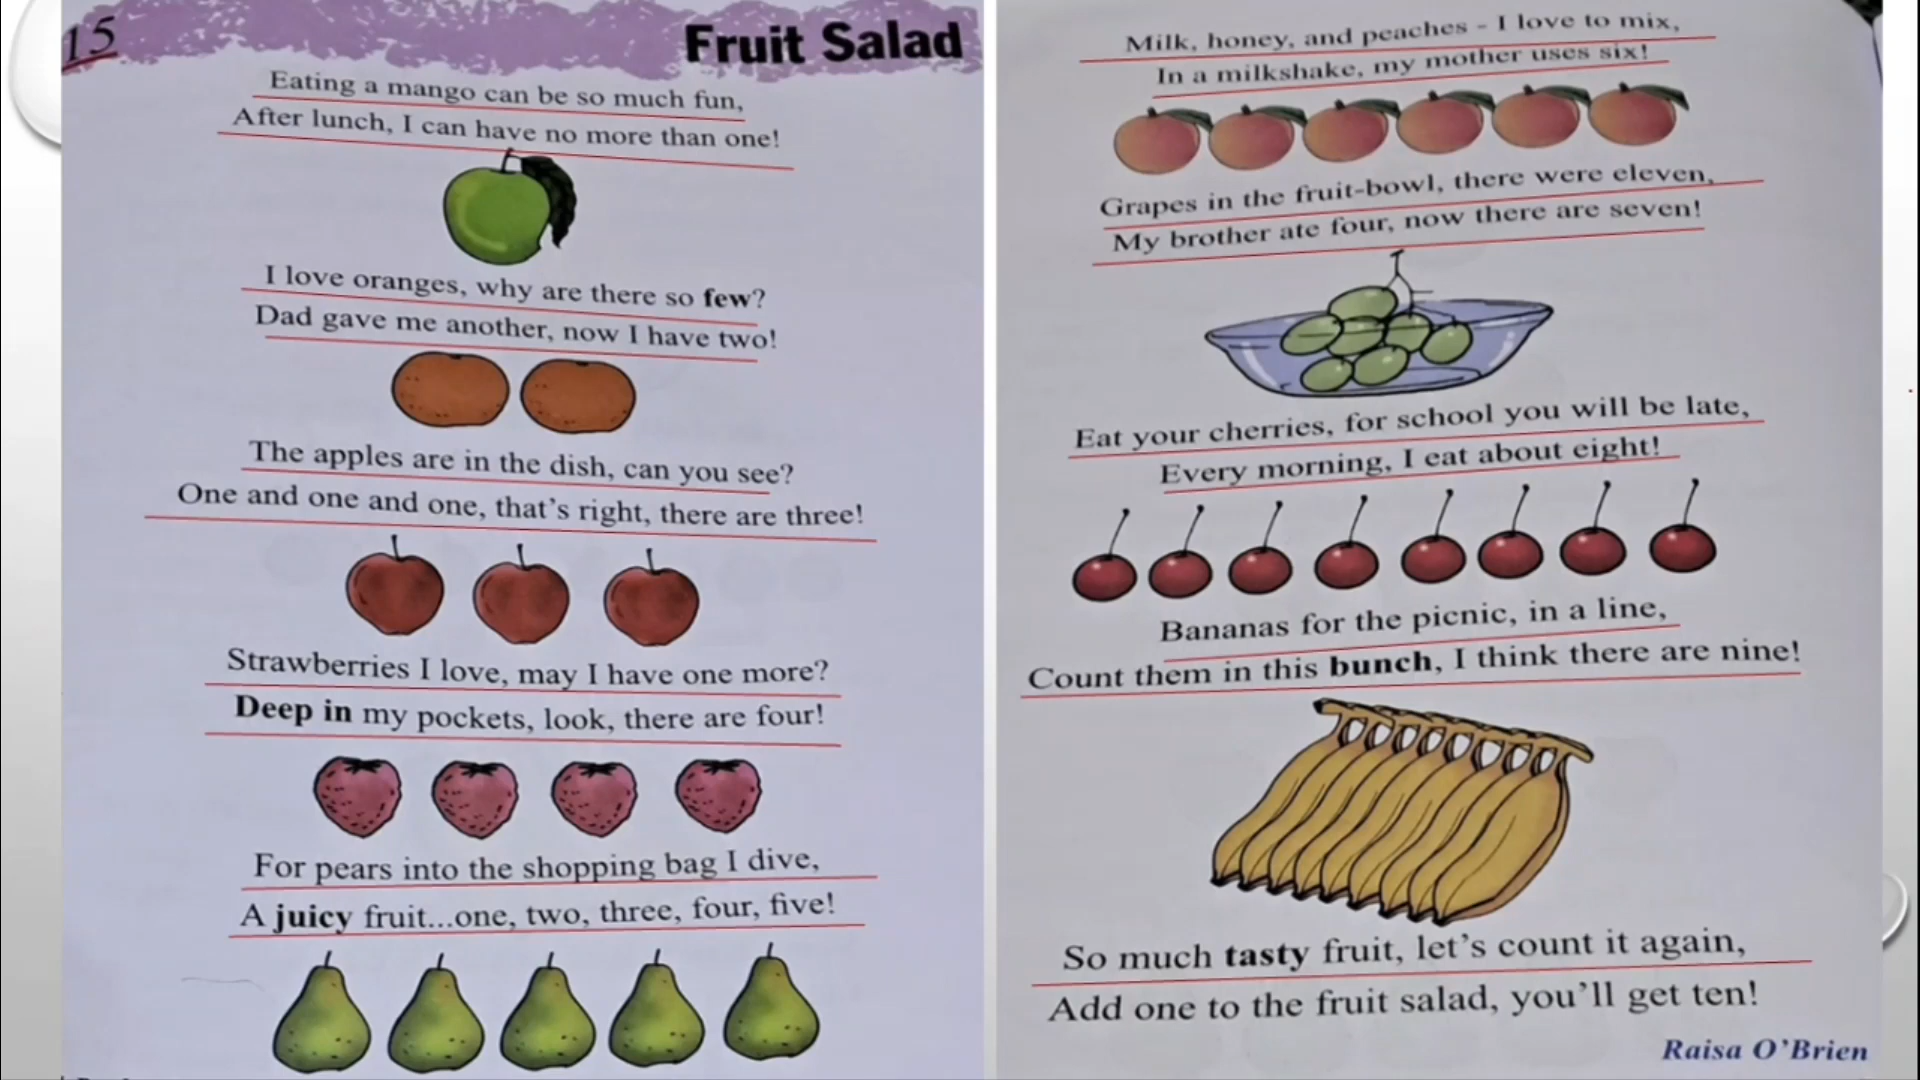 15
Fruit Salad
Eating a mango can be so much fun,
After lunch, I can have no more than one!
I love oranges, why are there so few?
Dad gave me another, now I have two!
The apples are in the dish, can you see?
One and one and one, that's right, there are three!
Strawberries I love, may I have one more?
Deep in my pockets, look, there are four!
For pears into the shopping bag I dive,
A juicy fruit...one, two, three, four, five!
Milk, honey, and peaches - I love to mix,
In a milkshake, my mother uses six!
Grapes in the fruit-bowl, there were eleven,
My brother ate four, now there are seven!
Eat your cherries, for school you will be late,
Every morning, I eat about eight!
Bananas for the picnic, in a line,
Count them in this bunch, I think there are nine!
So much tasty fruit, let's count it again,
Add one to the fruit salad, you'll get ten!
Raisa O'Brien